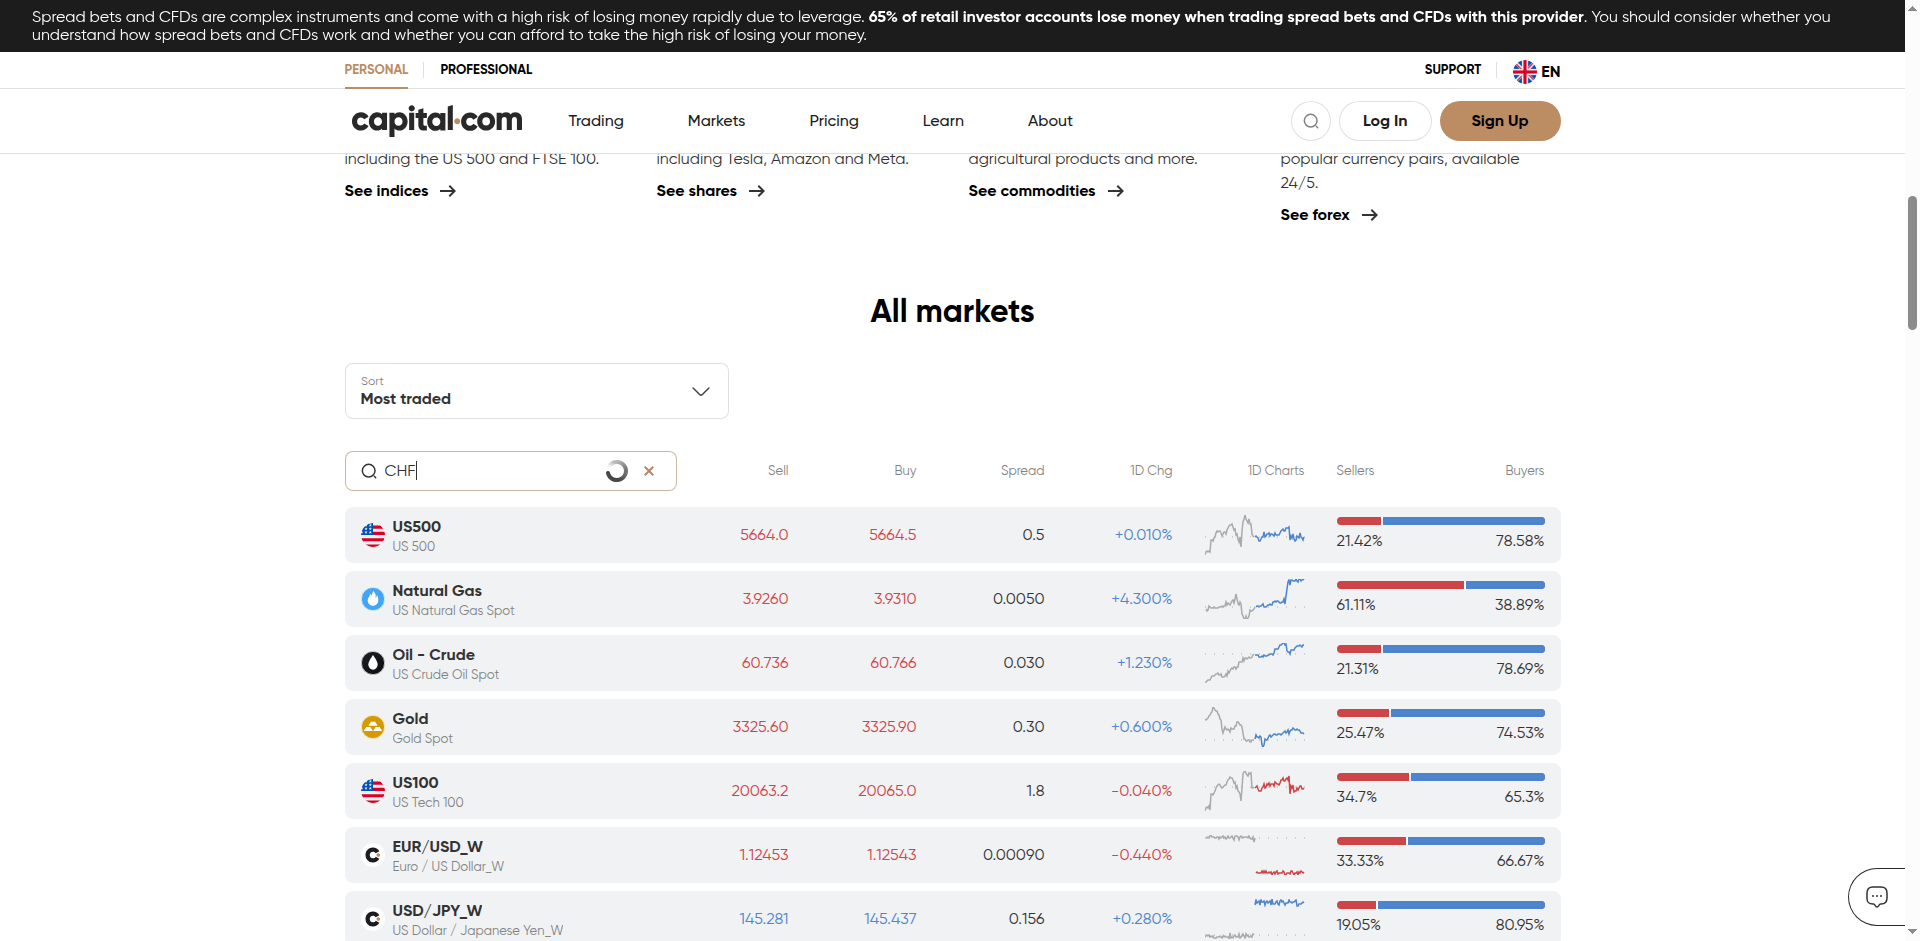 Spread bets and CFDs are complex instruments and come with a high risk of losing money rapidly due to leverage. 65% of retail investor accounts lose money when trading spread bets and CFDs with this provider. You should consider whether you
understand how spread bets and CFDs work and whether you can afford to take the high risk of losing your money.
PERSONAL PROFESSIONAL SUPPORT EN
capital.com Trading Markets Pricing Learn About Log In Sign Up
including the US 500 and FTSE 100. including Tesla, Amazon and Meta. agricultural products and more. popular currency pairs, available
24/5.
See indices See shares See commodities
See forex
All markets
Sort
Most traded
CHF Sell Buy Spread 1D Chg 1D Charts Sellers Buyers
US500
US 500
5664.0 5664.5 0.5 +0.010% 21.42% 78.58%
Natural Gas
US Natural Gas Spot
3.9260 3.9310 0.0050 +4.300% 61.11% 38.89%
Oil - Crude
US Crude Oil Spot
60.736 60.766 0.030 +1.230% 21.31% 78.69%
Gold
Gold Spot
3325.60 3325.90 0.30 +0.600% 25.47% 74.53%
US100
US Tech 100
20063.2 20065.0 1.8 -0.040% 34.7% 65.3%
EUR/USD_W
Euro / US Dollar_W
1.12453 1.12543 0.00090 -0.440% 33.33% 66.67%
USD/JPY_W
US Dollar / Japanese Yen_W
145.281 145.437 0.156 +0.280% 19.05% 80.95%